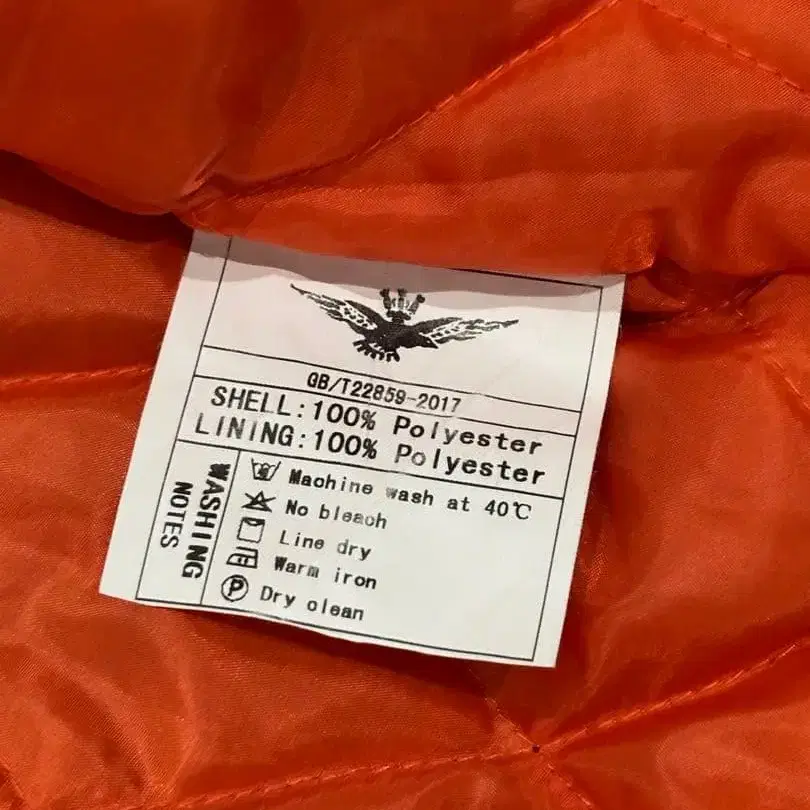 GB/T22859-2017
SHELL:100% Polyester
LINING:100% Polyester
WASHING
NOTES
Machine wash at 40℃
No bleach
Line dry
Warm iron
P Dry clean